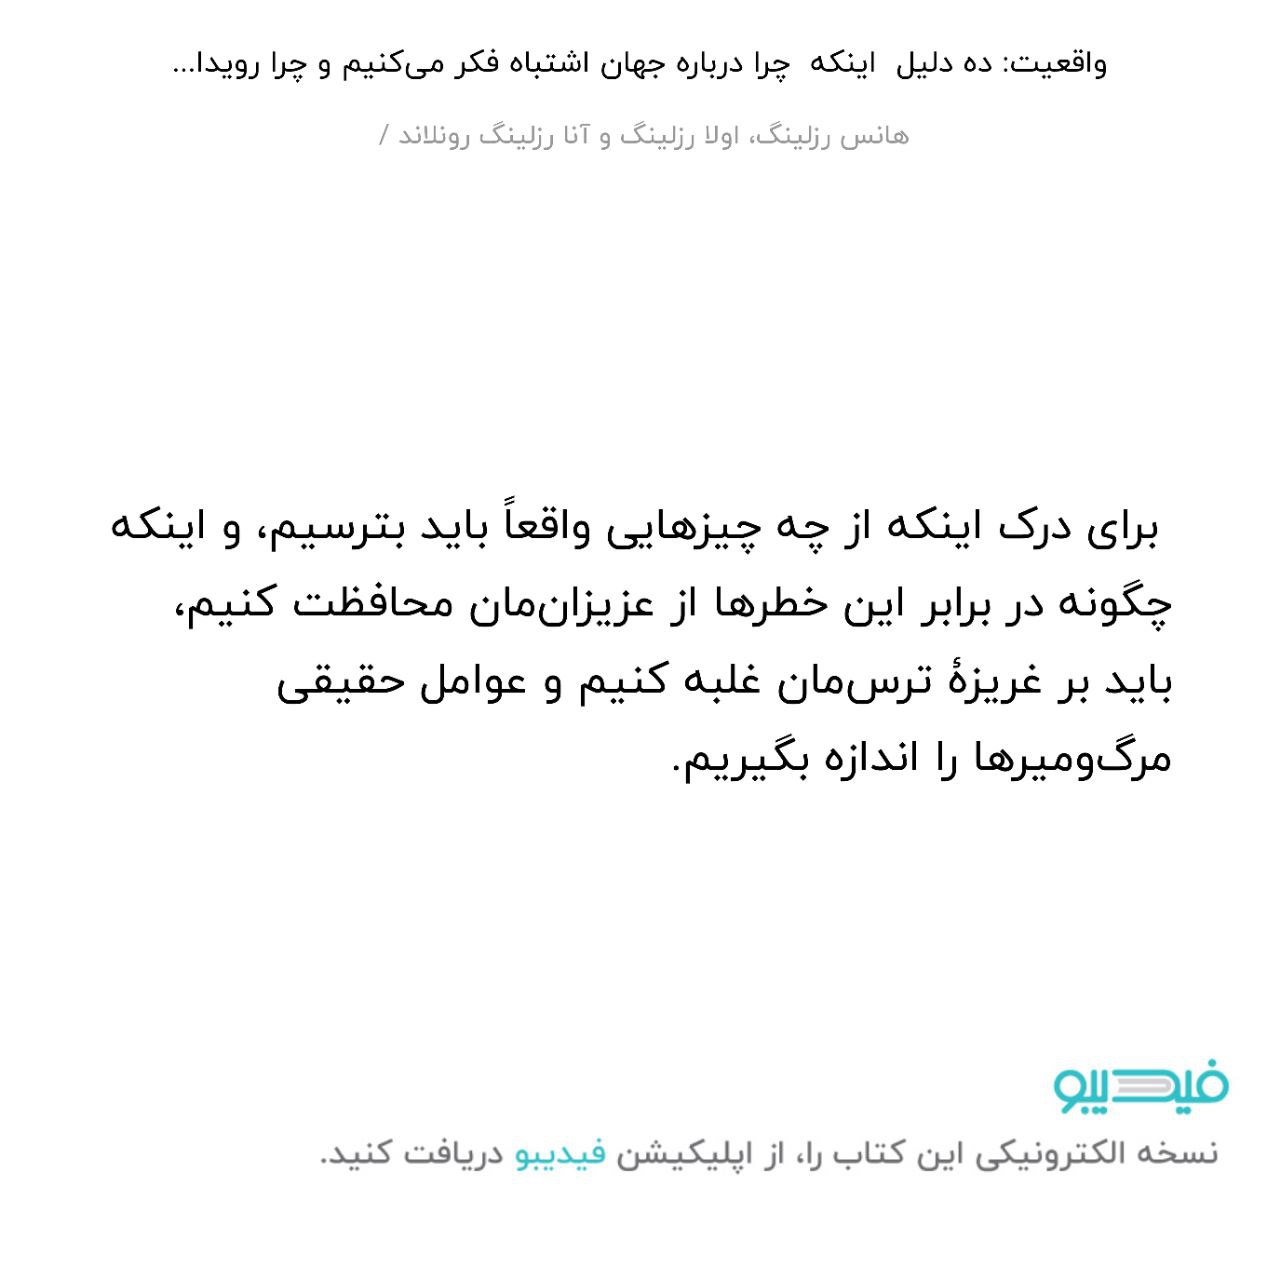 واقعیت: ده دلیل اینکه چرا درباره جهان اشتباه فکر می‌کنیم و چرا رویدا...
هانس رزلینگ، اولا رزلینگ و آنا رزلینگ رونلاند /
برای درک اینکه از چه چیزهایی واقعاً باید بترسیم، و اینکه
چگونه در برابر این خطرها از عزیزان‌مان محافظت کنیم،
باید بر غریزهٔ ترس‌مان غلبه کنیم و عوامل حقیقی
مرگ‌ومیرها را اندازه بگیریم.
فیدیبو
نسخه الکترونیکی این کتاب را، از اپلیکیشن فیدیبو دریافت کنید.